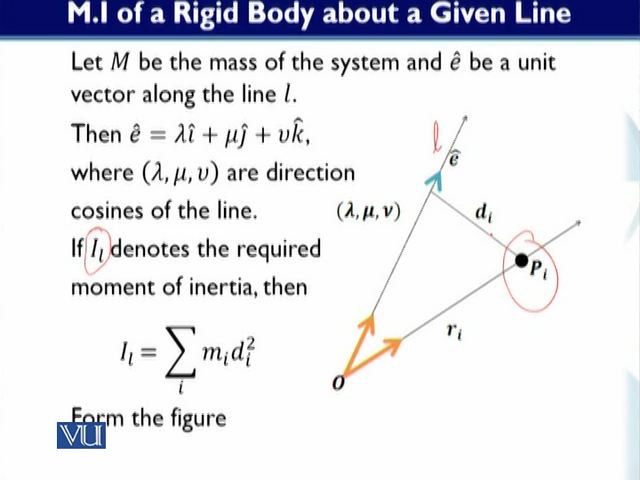 M.I of a Rigid Body about a Given Line
Let M be the mass of the system and ê be a unit
vector along the line l.
Then ê = λî + μĵ + υk̂,
where (λ, μ, υ) are direction
cosines of the line.
If I_l denotes the required
moment of inertia, then
I_l = ∑_i m_i d_i^2
Form the figure
l
ê
(λ, μ, υ)
d_i
P_i
r_i
O
VU